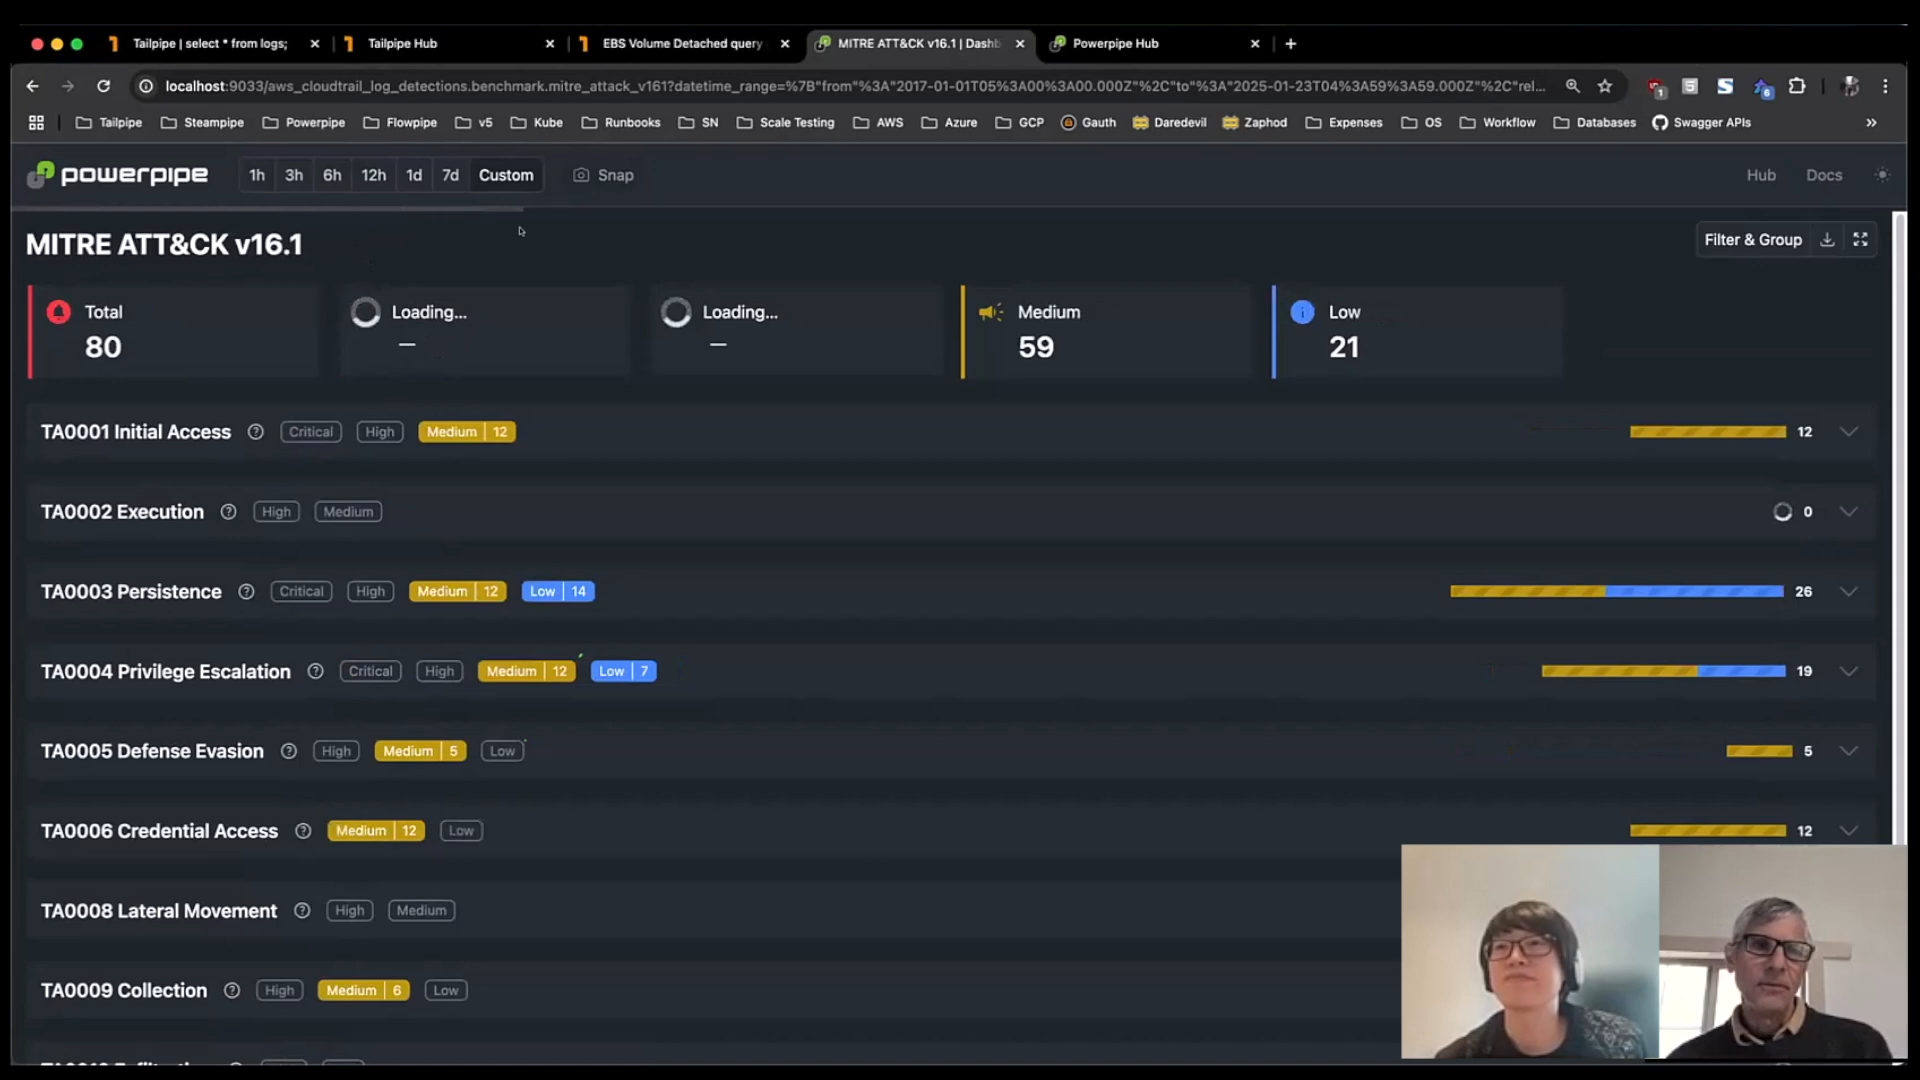 Tailpipe | select * from logs;
Tailpipe Hub
EBS Volume Detached query
MITRE ATT&CK v16.1 | Dashb
Powerpipe Hub
localhost:9033/aws_cloudtrail_log_detections.benchmark.mitre_attack_v161?datetime_range=%7B"from"%3A"2017-01-01T05%3A00%3A00.000Z"%2C"to"%3A"2025-01-23T04%3A59%3A59.000Z"%2C"rel...
1
6
Tailpipe Steampipe Powerpipe Flowpipe v5 Kube Runbooks SN Scale Testing AWS Azure GCP Gauth Daredevil Zaphod Expenses OS Workflow Databases Swagger APIs »
powerpipe 1h 3h 6h 12h 1d 7d Custom Snap Hub Docs
MITRE ATT&CK v16.1
Filter & Group
Total
80
Loading...
—
Loading...
—
Medium
59
Low
21
TA0001 Initial Access Critical High Medium 12 12
TA0002 Execution High Medium 0
TA0003 Persistence Critical High Medium 12 Low 14 26
TA0004 Privilege Escalation Critical High Medium 12 Low 7 19
TA0005 Defense Evasion High Medium 5 Low 5
TA0006 Credential Access Medium 12 Low 12
TA0008 Lateral Movement High Medium
TA0009 Collection High Medium 6 Low